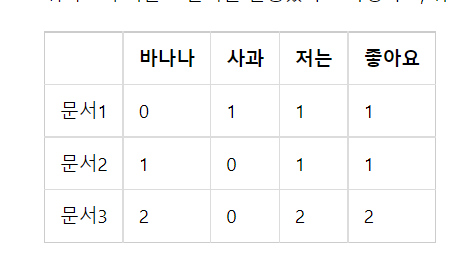 바나나 사과 저는 좋아요
문서1 0 1 1 1
문서2 1 0 1 1
문서3 2 0 2 2